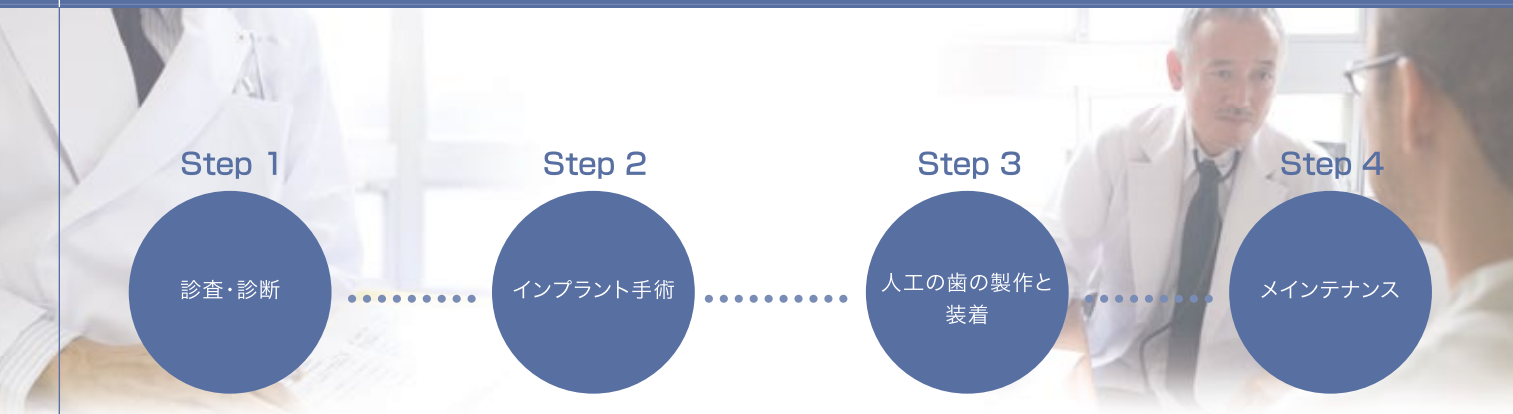 Step 1
診査・診断
Step 2
インプラント手術
Step 3
人工の歯の製作と
装着
Step 4
メインテナンス